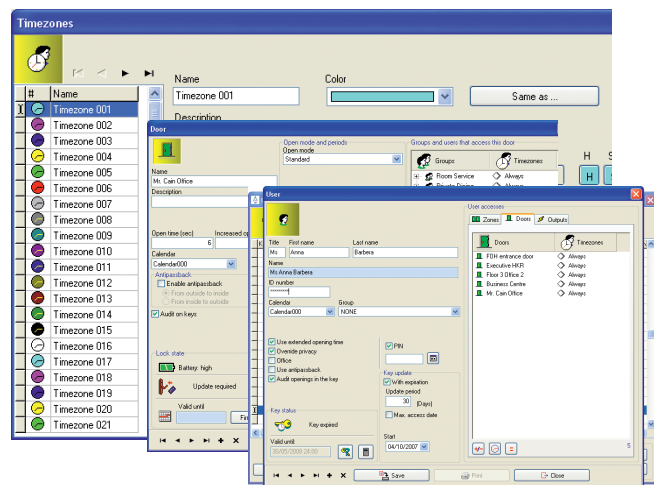 Timezones
Name
Color
Timezone 001
Same as ...
Description
# Name
Timezone 001
Timezone 002
Timezone 003
Timezone 004
Timezone 005
Timezone 006
Timezone 007
Timezone 008
Timezone 009
Timezone 010
Timezone 011
Timezone 012
Timezone 013
Timezone 014
Timezone 015
Timezone 016
Timezone 017
Timezone 018
Timezone 019
Timezone 020
Timezone 021
H S
H
Door
Open mode and periods
Open mode
Standard
Groups and users that access this door
Groups
Timezones
Room Service Always
Private Dining Always
Name
Mr. Cain Office
Description
Open time (sec) Increased op
6
Calendar
Calendar000
Antipassback
Enable antipassback
From outside to inside
From inside to outside
Audit on keys
Lock state
Battery: high
Update required
Valid until
Fin
User
Title First name Last name
Ms Anna Barbera
Name
Ms Anna Barbera
ID number
********
Calendar Group
Calendar000 NONE
Use extended opening time
Override privacy
Office
Use antipassback
Audit openings in the key
PIN
Key update
With expiration
Update period
30 (Days)
Max. access date
Start
04/10/2007
Key status
Key expired
Valid until
30/05/2008 24:00
User accesses
Zones Doors Outputs
Doors Timezones
FDH entrance door Always
Executive HKR Always
Floor 3 Office 2 Always
Business Centre Always
Mr. Cain Office Always
5
Save Print Close